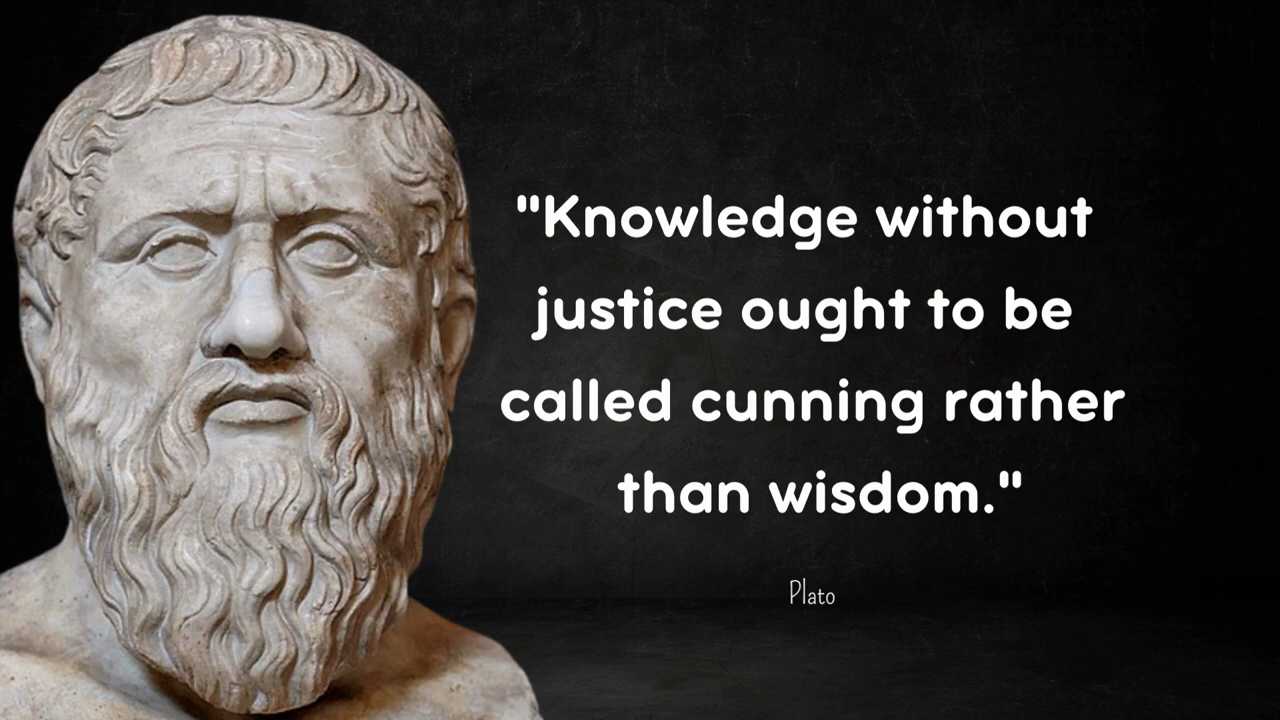 "Knowledge without
justice ought to be
called cunning rather
than wisdom."
Plato